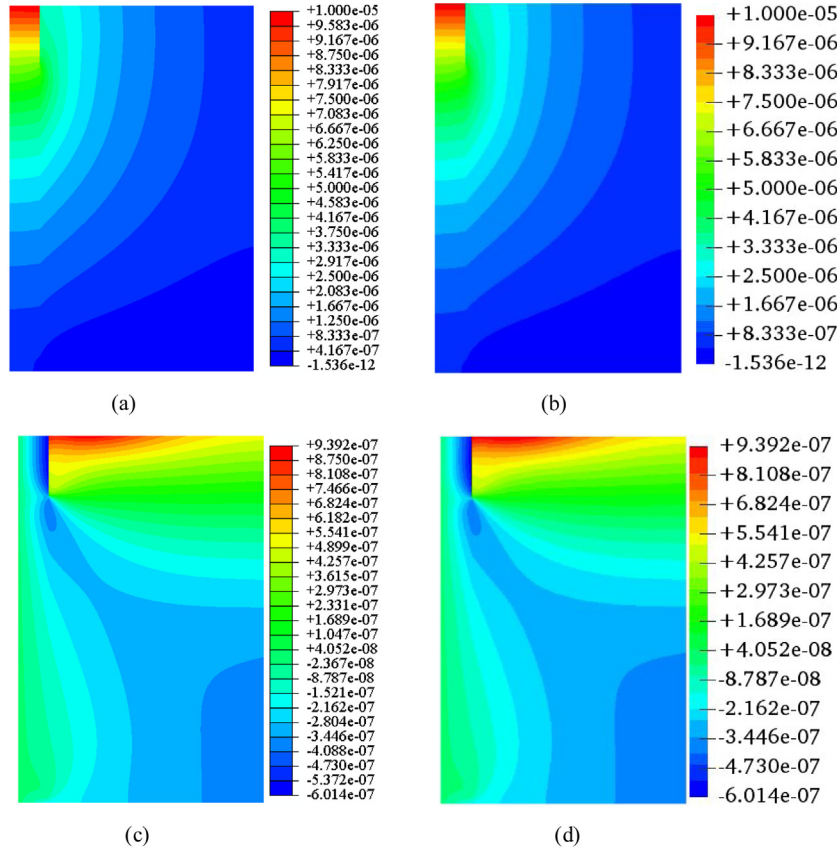 +1.000e-05
+9.583e-06
+9.167e-06
+8.750e-06
+8.333e-06
+7.917e-06
+7.500e-06
+7.083e-06
+6.667e-06
+6.250e-06
+5.833e-06
+5.417e-06
+5.000e-06
+4.583e-06
+4.167e-06
+3.750e-06
+3.333e-06
+2.917e-06
+2.500e-06
+2.083e-06
+1.667e-06
+1.250e-06
+8.333e-07
+4.167e-07
-1.536e-12
(a)
+1.000e-05
+9.167e-06
+8.333e-06
+7.500e-06
+6.667e-06
+5.833e-06
+5.000e-06
+4.167e-06
+3.333e-06
+2.500e-06
+1.667e-06
+8.333e-07
-1.536e-12
(b)
+9.392e-07
+8.750e-07
+8.108e-07
+7.466e-07
+6.824e-07
+6.182e-07
+5.541e-07
+4.899e-07
+4.257e-07
+3.615e-07
+2.973e-07
+2.331e-07
+1.689e-07
+1.047e-07
+4.052e-08
-2.367e-08
-8.787e-08
-1.521e-07
-2.162e-07
-2.804e-07
-3.446e-07
-4.088e-07
-4.730e-07
-5.372e-07
-6.014e-07
(c)
+9.392e-07
+8.108e-07
+6.824e-07
+5.541e-07
+4.257e-07
+2.973e-07
+1.689e-07
+4.052e-08
-8.787e-08
-2.162e-07
-3.446e-07
-4.730e-07
-6.014e-07
(d)